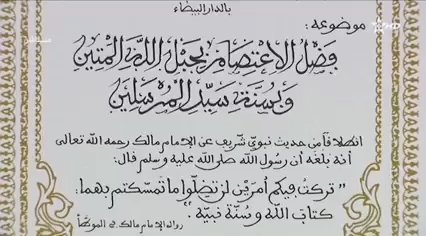 بالدار البيضاء
موضوعه:
فضل الاعتصام بحبل الله المتين
وبسنة سيد المرسلين
انطلاقا من حديث نبوي شريف عن الإمام مالك رحمه الله تعالى
أنه بلغه أن رسول الله صلى الله عليه وسلم قال:
"تركت فيكم أمرين لن تضلوا ما تمسكتم بهما:
كتاب الله وسنة نبيه".
رواه الإمام مالك في الموطأ